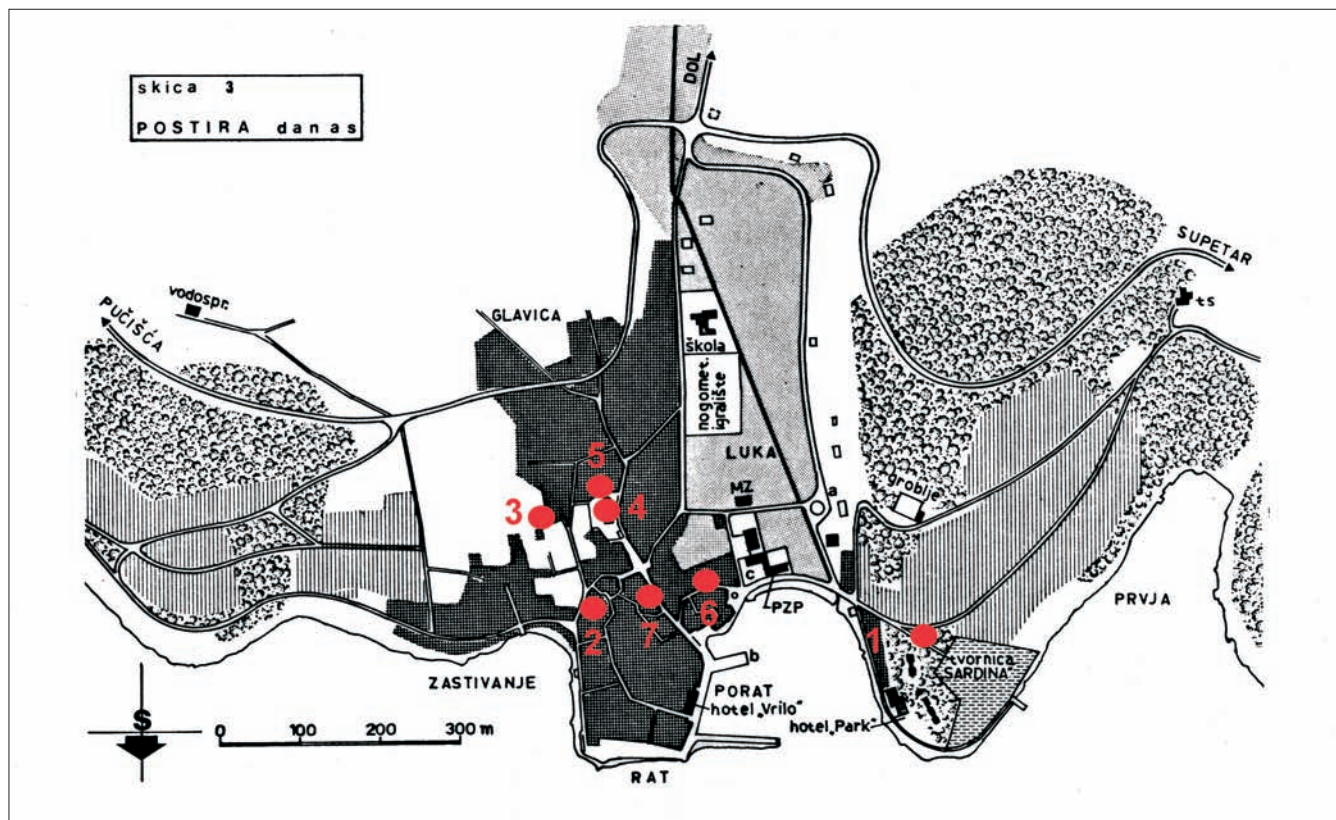 skica 3
POSTIRA danas
DOL
SUPETAR
ts
PUČIŠĆA
vodospr.
GLAVICA
škola
nogomet.
igralište
LUKA
MZ
a
groblje
5
3
4
c
PZP
PRVJA
2
7
6
1
tvornica
"SARDINA"
b
ZASTIVANJE
PORAT
hotel „Vrilo”
hotel „Park”
S
0 100 200 300 m
RAT